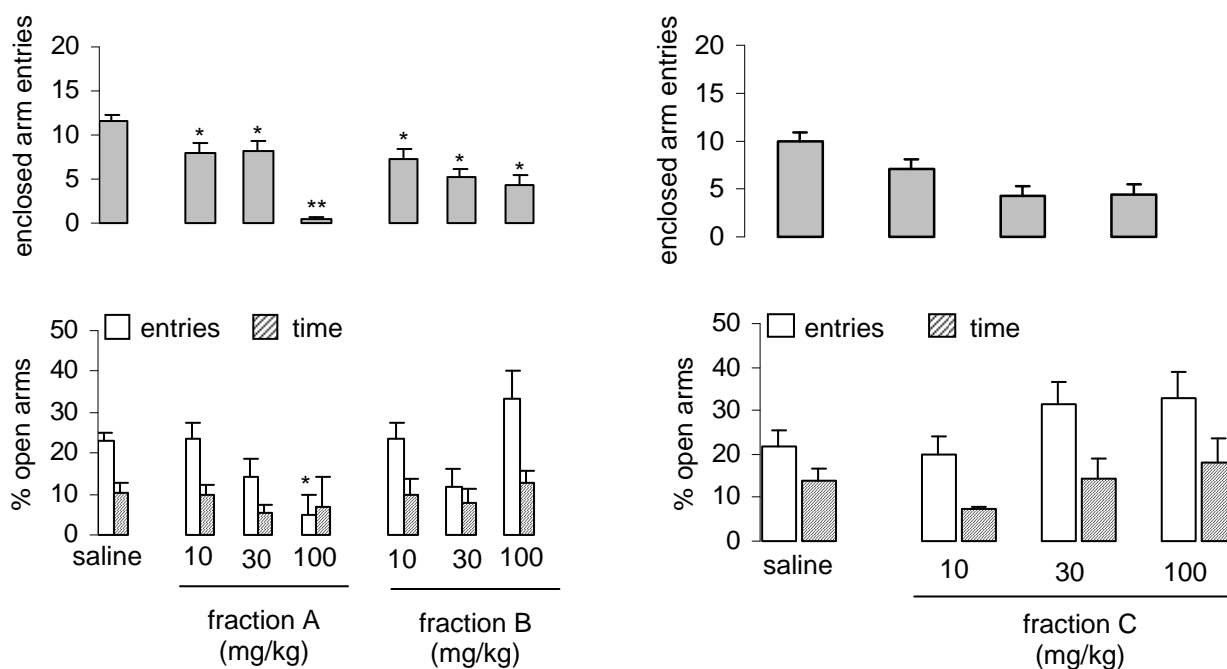 enclosed arm entries
20
15
10
5
0
* * ** * * *
% open arms
50
40
30
20
10
0
entries time
*
saline 10 30 100 10 30 100
fraction A
(mg/kg)
fraction B
(mg/kg)
enclosed arm entries
20
15
10
5
0
% open arms
50
40
30
20
10
0
entries time
saline 10 30 100
fraction C
(mg/kg)